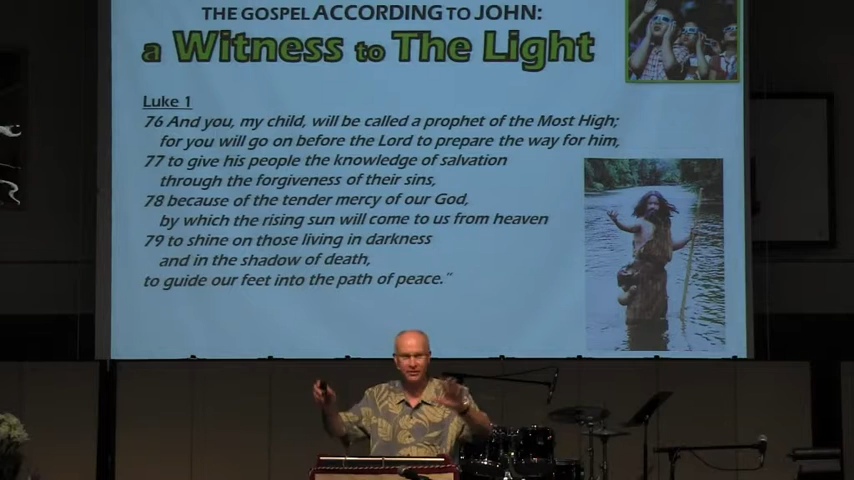 THE GOSPEL ACCORDING TO JOHN:
a Witness to The Light
Luke 1
76 And you, my child, will be called a prophet of the Most High;
for you will go on before the Lord to prepare the way for him,
77 to give his people the knowledge of salvation
through the forgiveness of their sins,
78 because of the tender mercy of our God,
by which the rising sun will come to us from heaven
79 to shine on those living in darkness
and in the shadow of death,
to guide our feet into the path of peace."